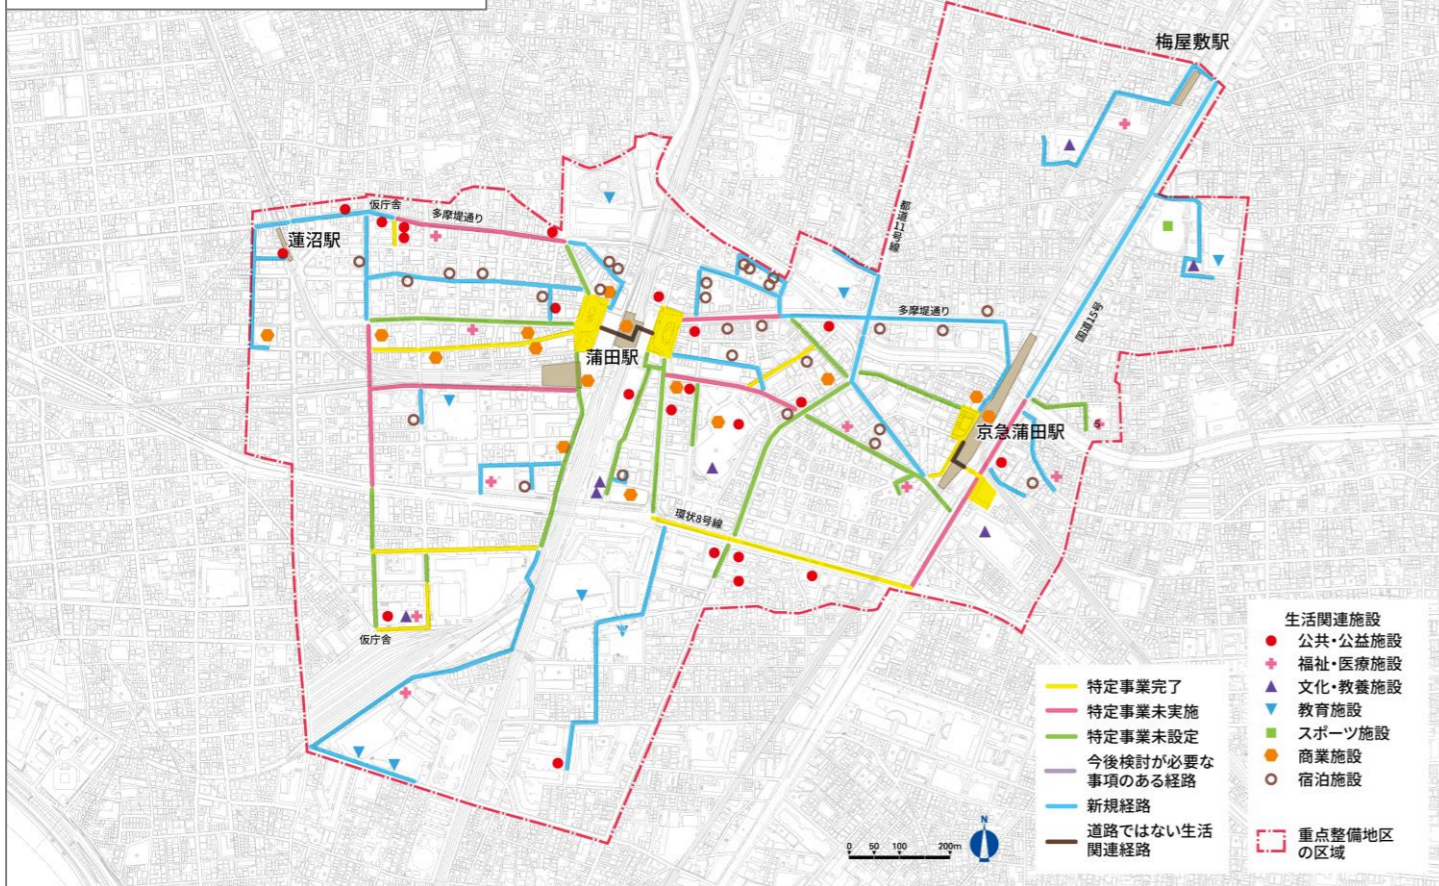 梅屋敷駅
都道11号線
仮庁舎
多摩堤通り
蓮沼駅
多摩堤通り
国道15号
蒲田駅
京急蒲田駅
環状8号線
仮庁舎
特定事業完了
特定事業未実施
特定事業未設定
今後検討が必要な
事項のある経路
新規経路
道路ではない生活
関連経路
生活関連施設
公共・公益施設
福祉・医療施設
文化・教養施設
教育施設
スポーツ施設
商業施設
宿泊施設
重点整備地区
の区域
0 50 100 200m
N